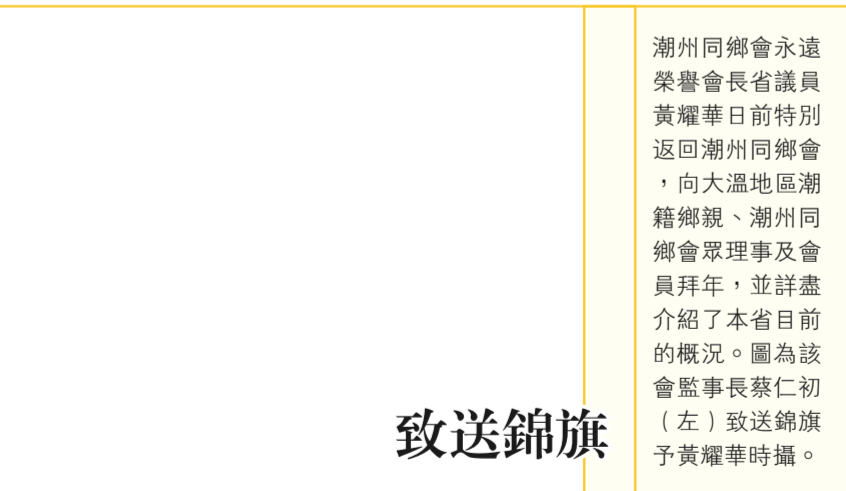 潮州同鄉會永遠
榮譽會長省議員
黃耀華日前特別
返回潮州同鄉會
，向大溫地區潮
籍鄉親、潮州同
鄉會眾理事及會
員拜年，並詳盡
介紹了本省目前
的概況。圖為該
會監事長蔡仁初
（左）致送錦旗
予黃耀華時攝。
致送錦旗